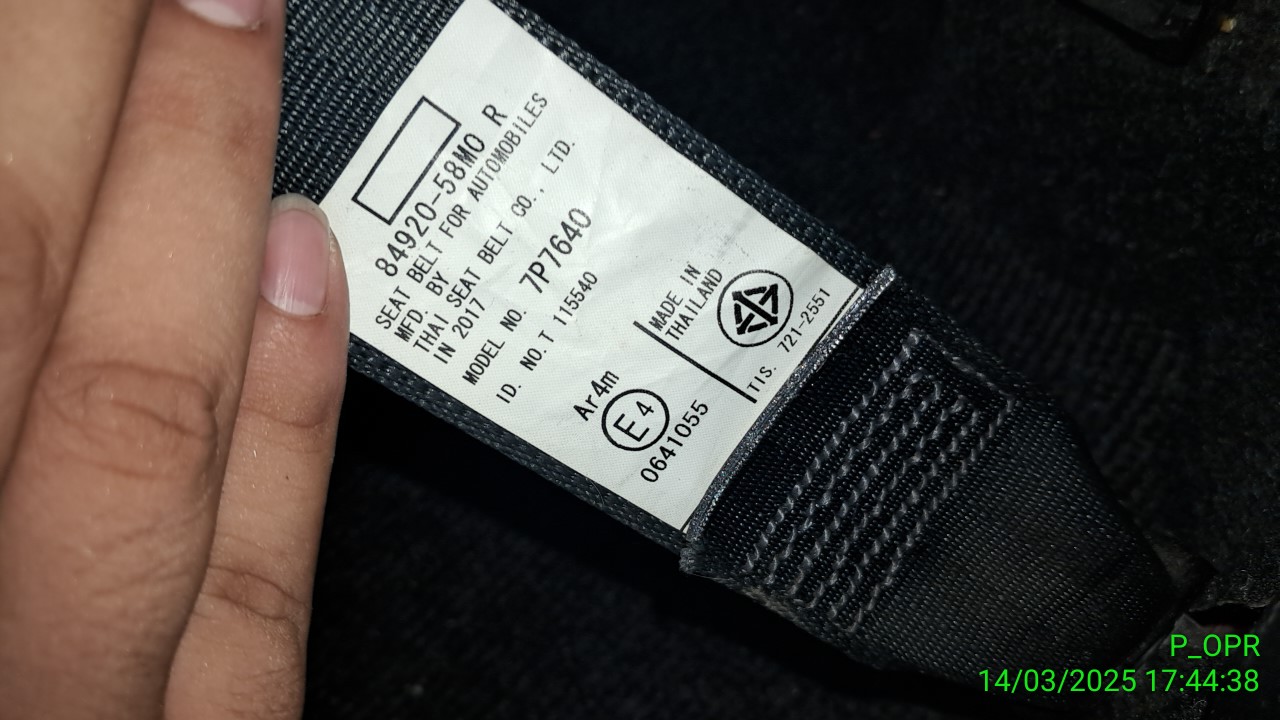 84920-58M0 R
SEAT BELT FOR AUTOMOBILES
MFD. BY
THAI SEAT BELT CO., LTD.
IN 2017
MODEL NO. 7P7640
ID. NO. T 115540
Ar4m
E4
0641055
MADE IN
THAILAND
TIS. 721-2551
P_OPR
14/03/2025 17:44:38